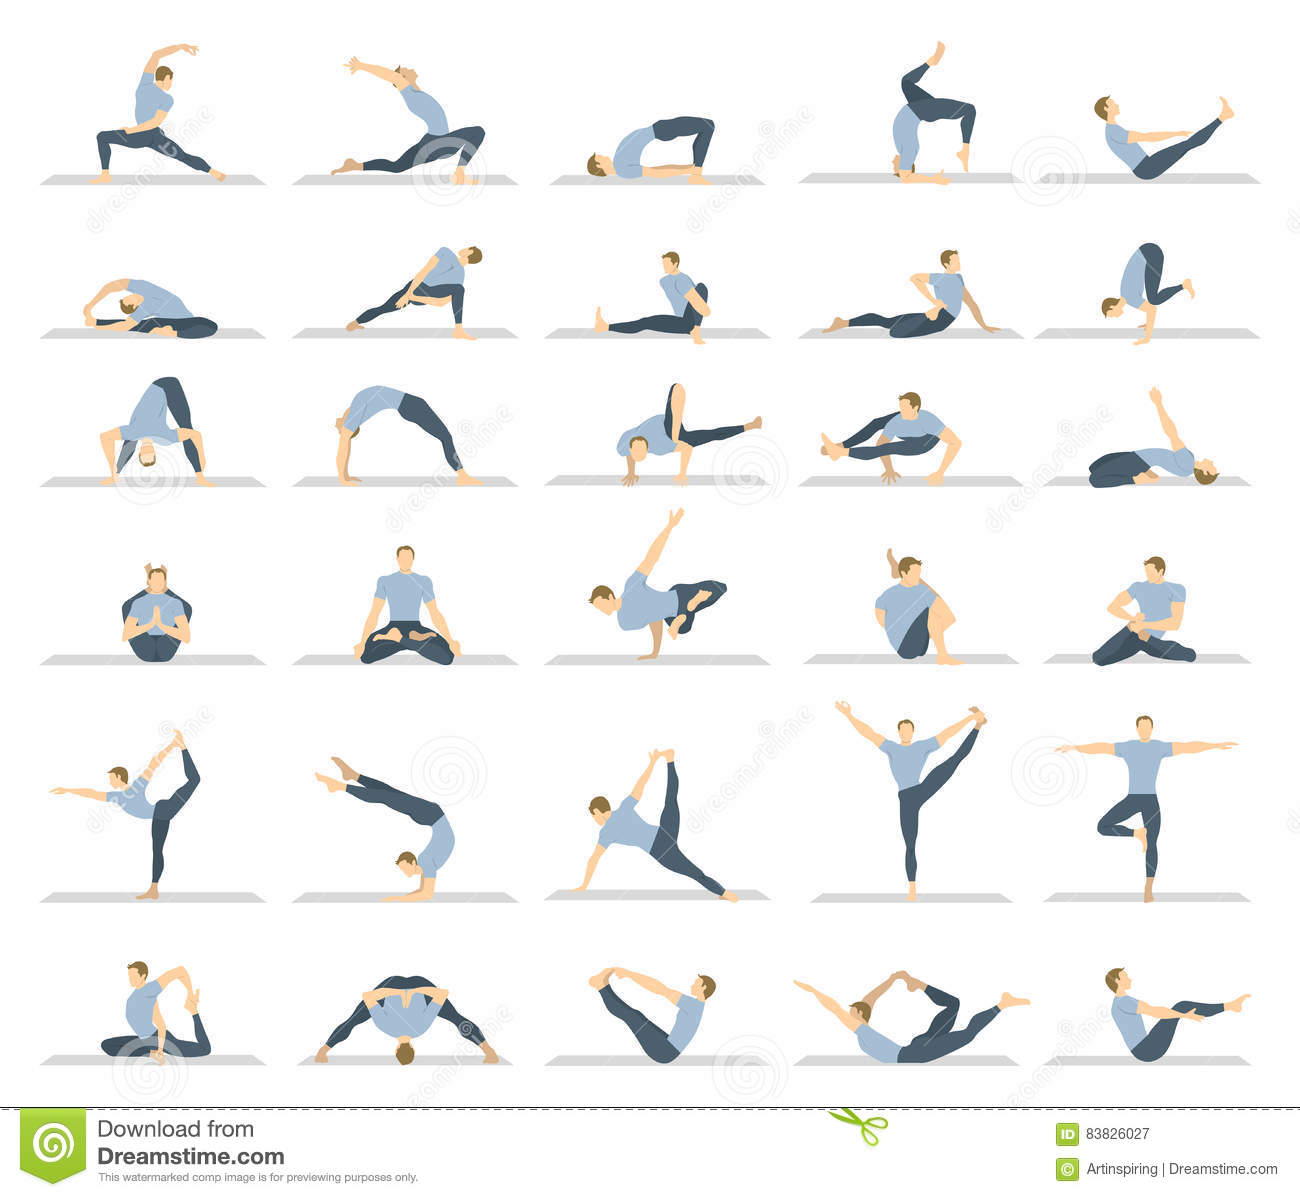 Download from
Dreamstime.com
This watermarked comp image is for previewing purposes only.
ID 83826027
© Artinspiring | Dreamstime.com